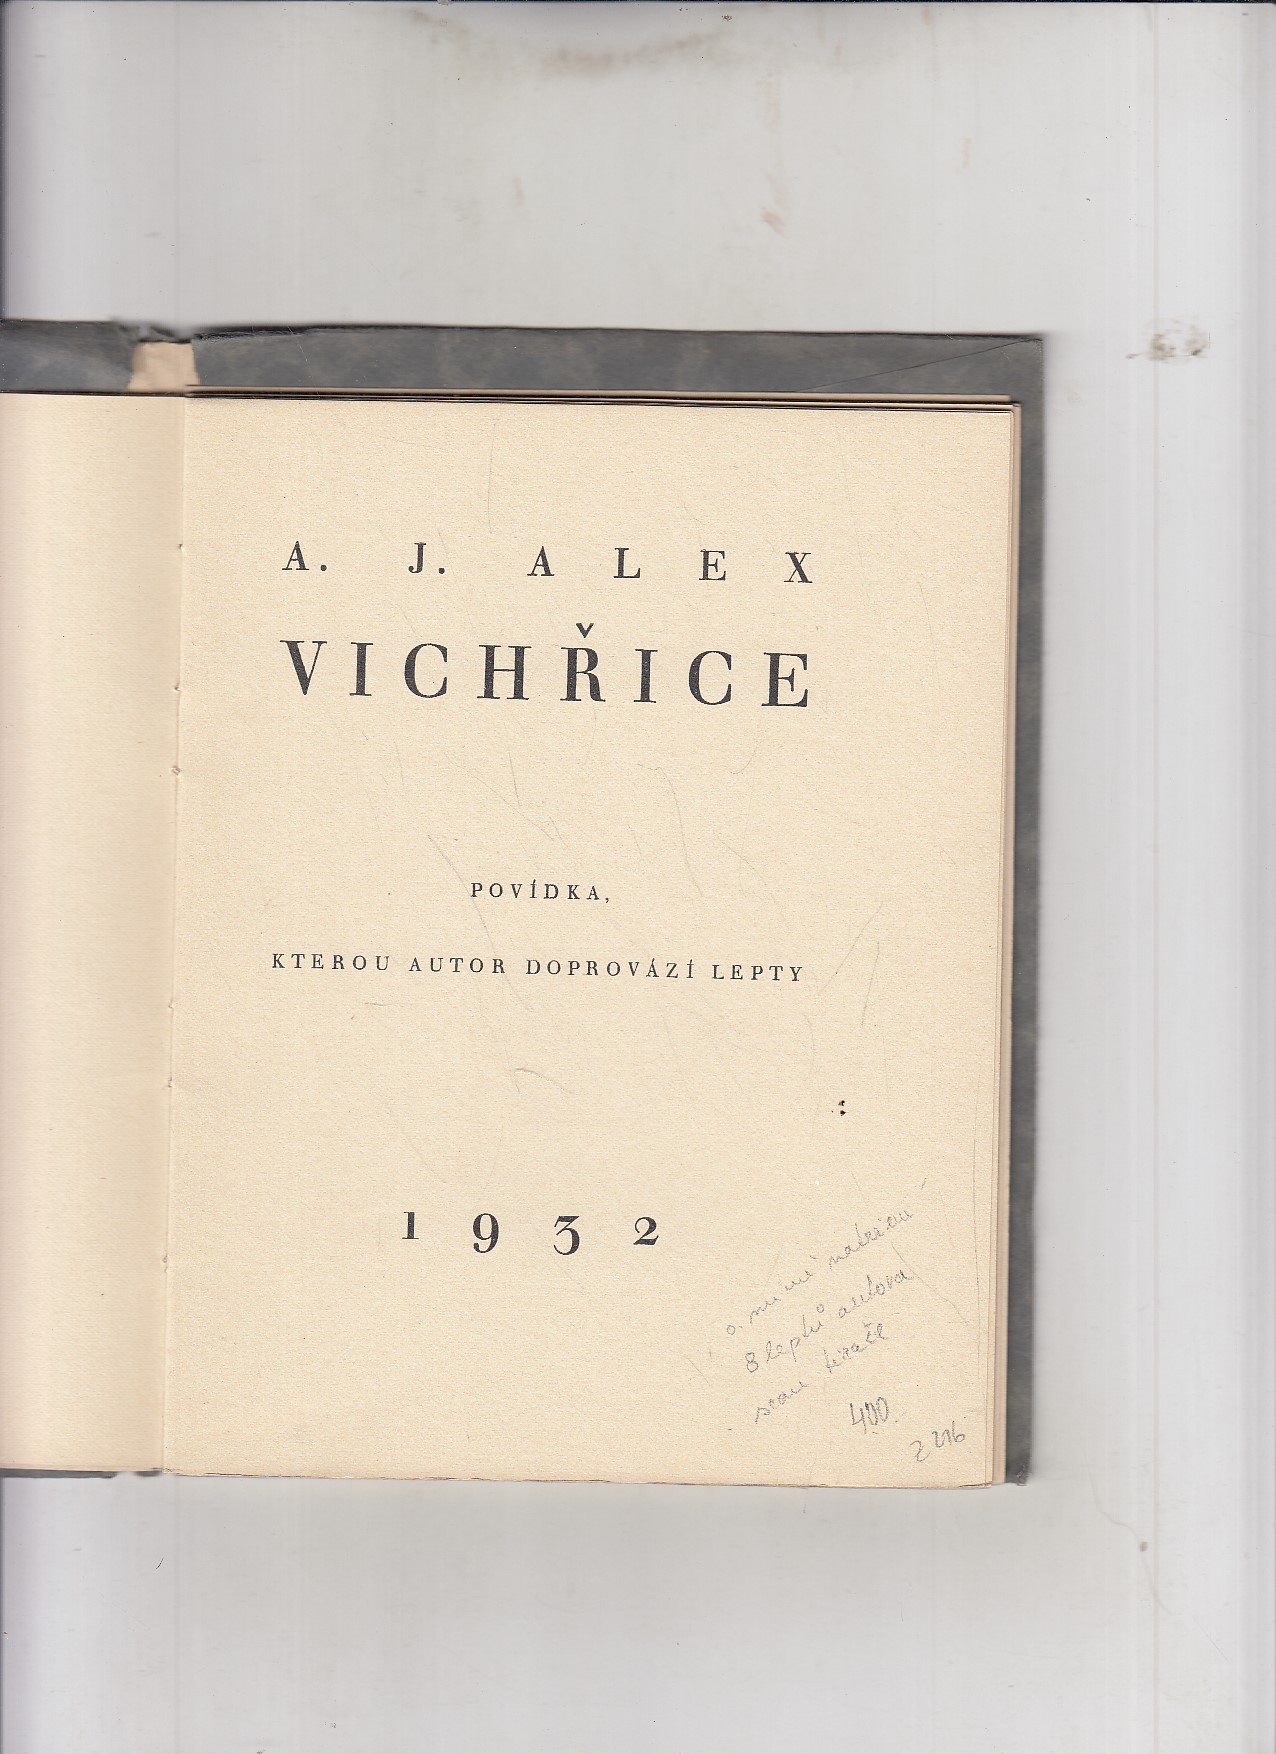 A. J. ALEX
VICHŘICE
POVÍDKA,
KTEROU AUTOR DOPROVÁZÍ LEPTY
1932
8 leptů autora
400